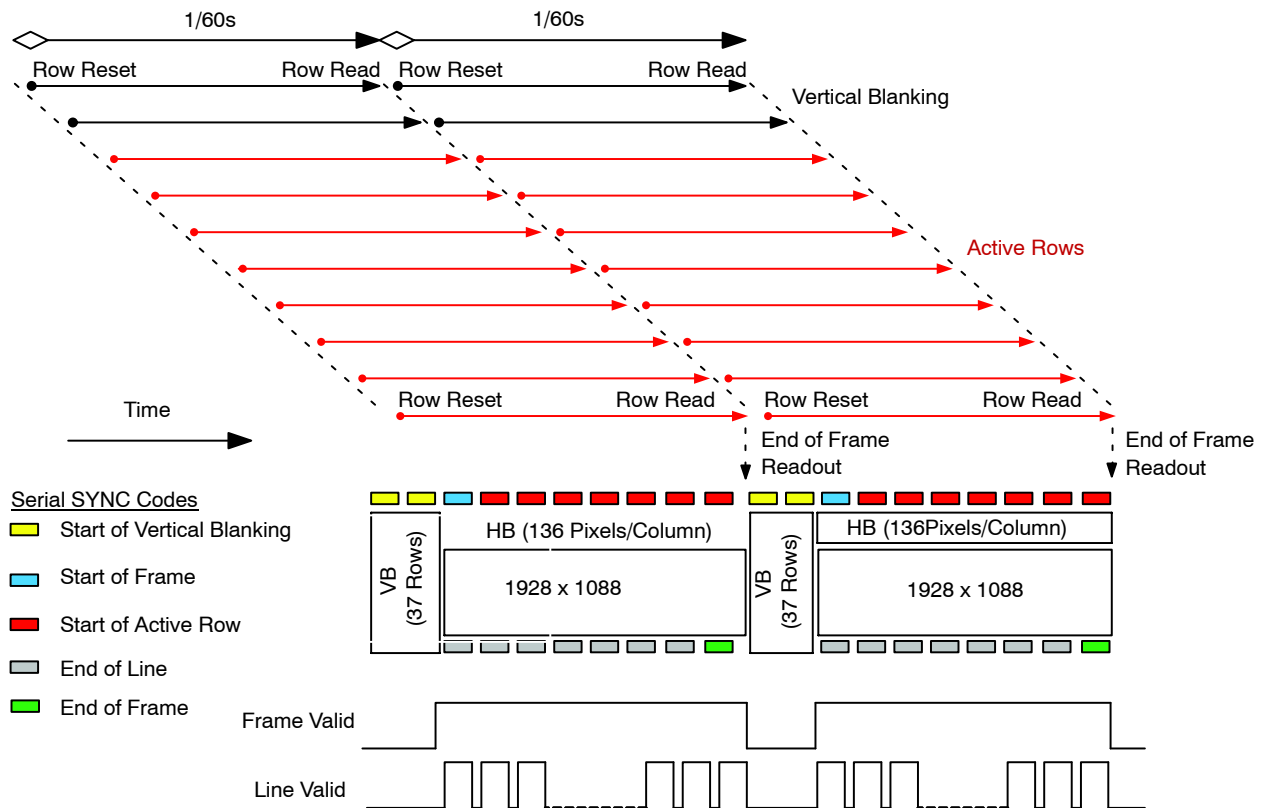 1/60s
1/60s
Row Reset
Row Read
Row Reset
Row Read
Vertical Blanking
Active Rows
Row Reset
Row Read
Row Reset
Row Read
Time
End of Frame
Readout
End of Frame
Readout
Serial SYNC Codes
Start of Vertical Blanking
Start of Frame
Start of Active Row
End of Line
End of Frame
VB
(37 Rows)
HB (136 Pixels/Column)
1928 x 1088
VB
(37 Rows)
HB (136Pixels/Column)
1928 x 1088
Frame Valid
Line Valid